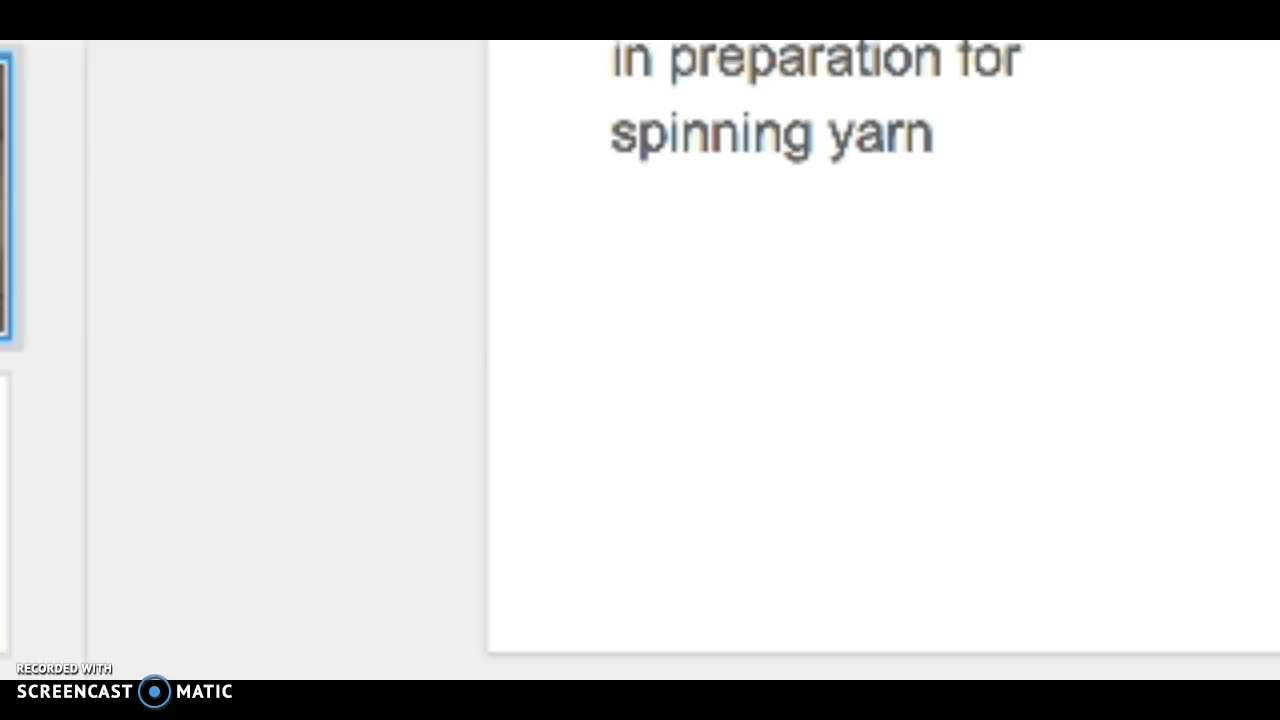 in preparation for
spinning yarn
RECORDED WITH
SCREENCAST MATIC